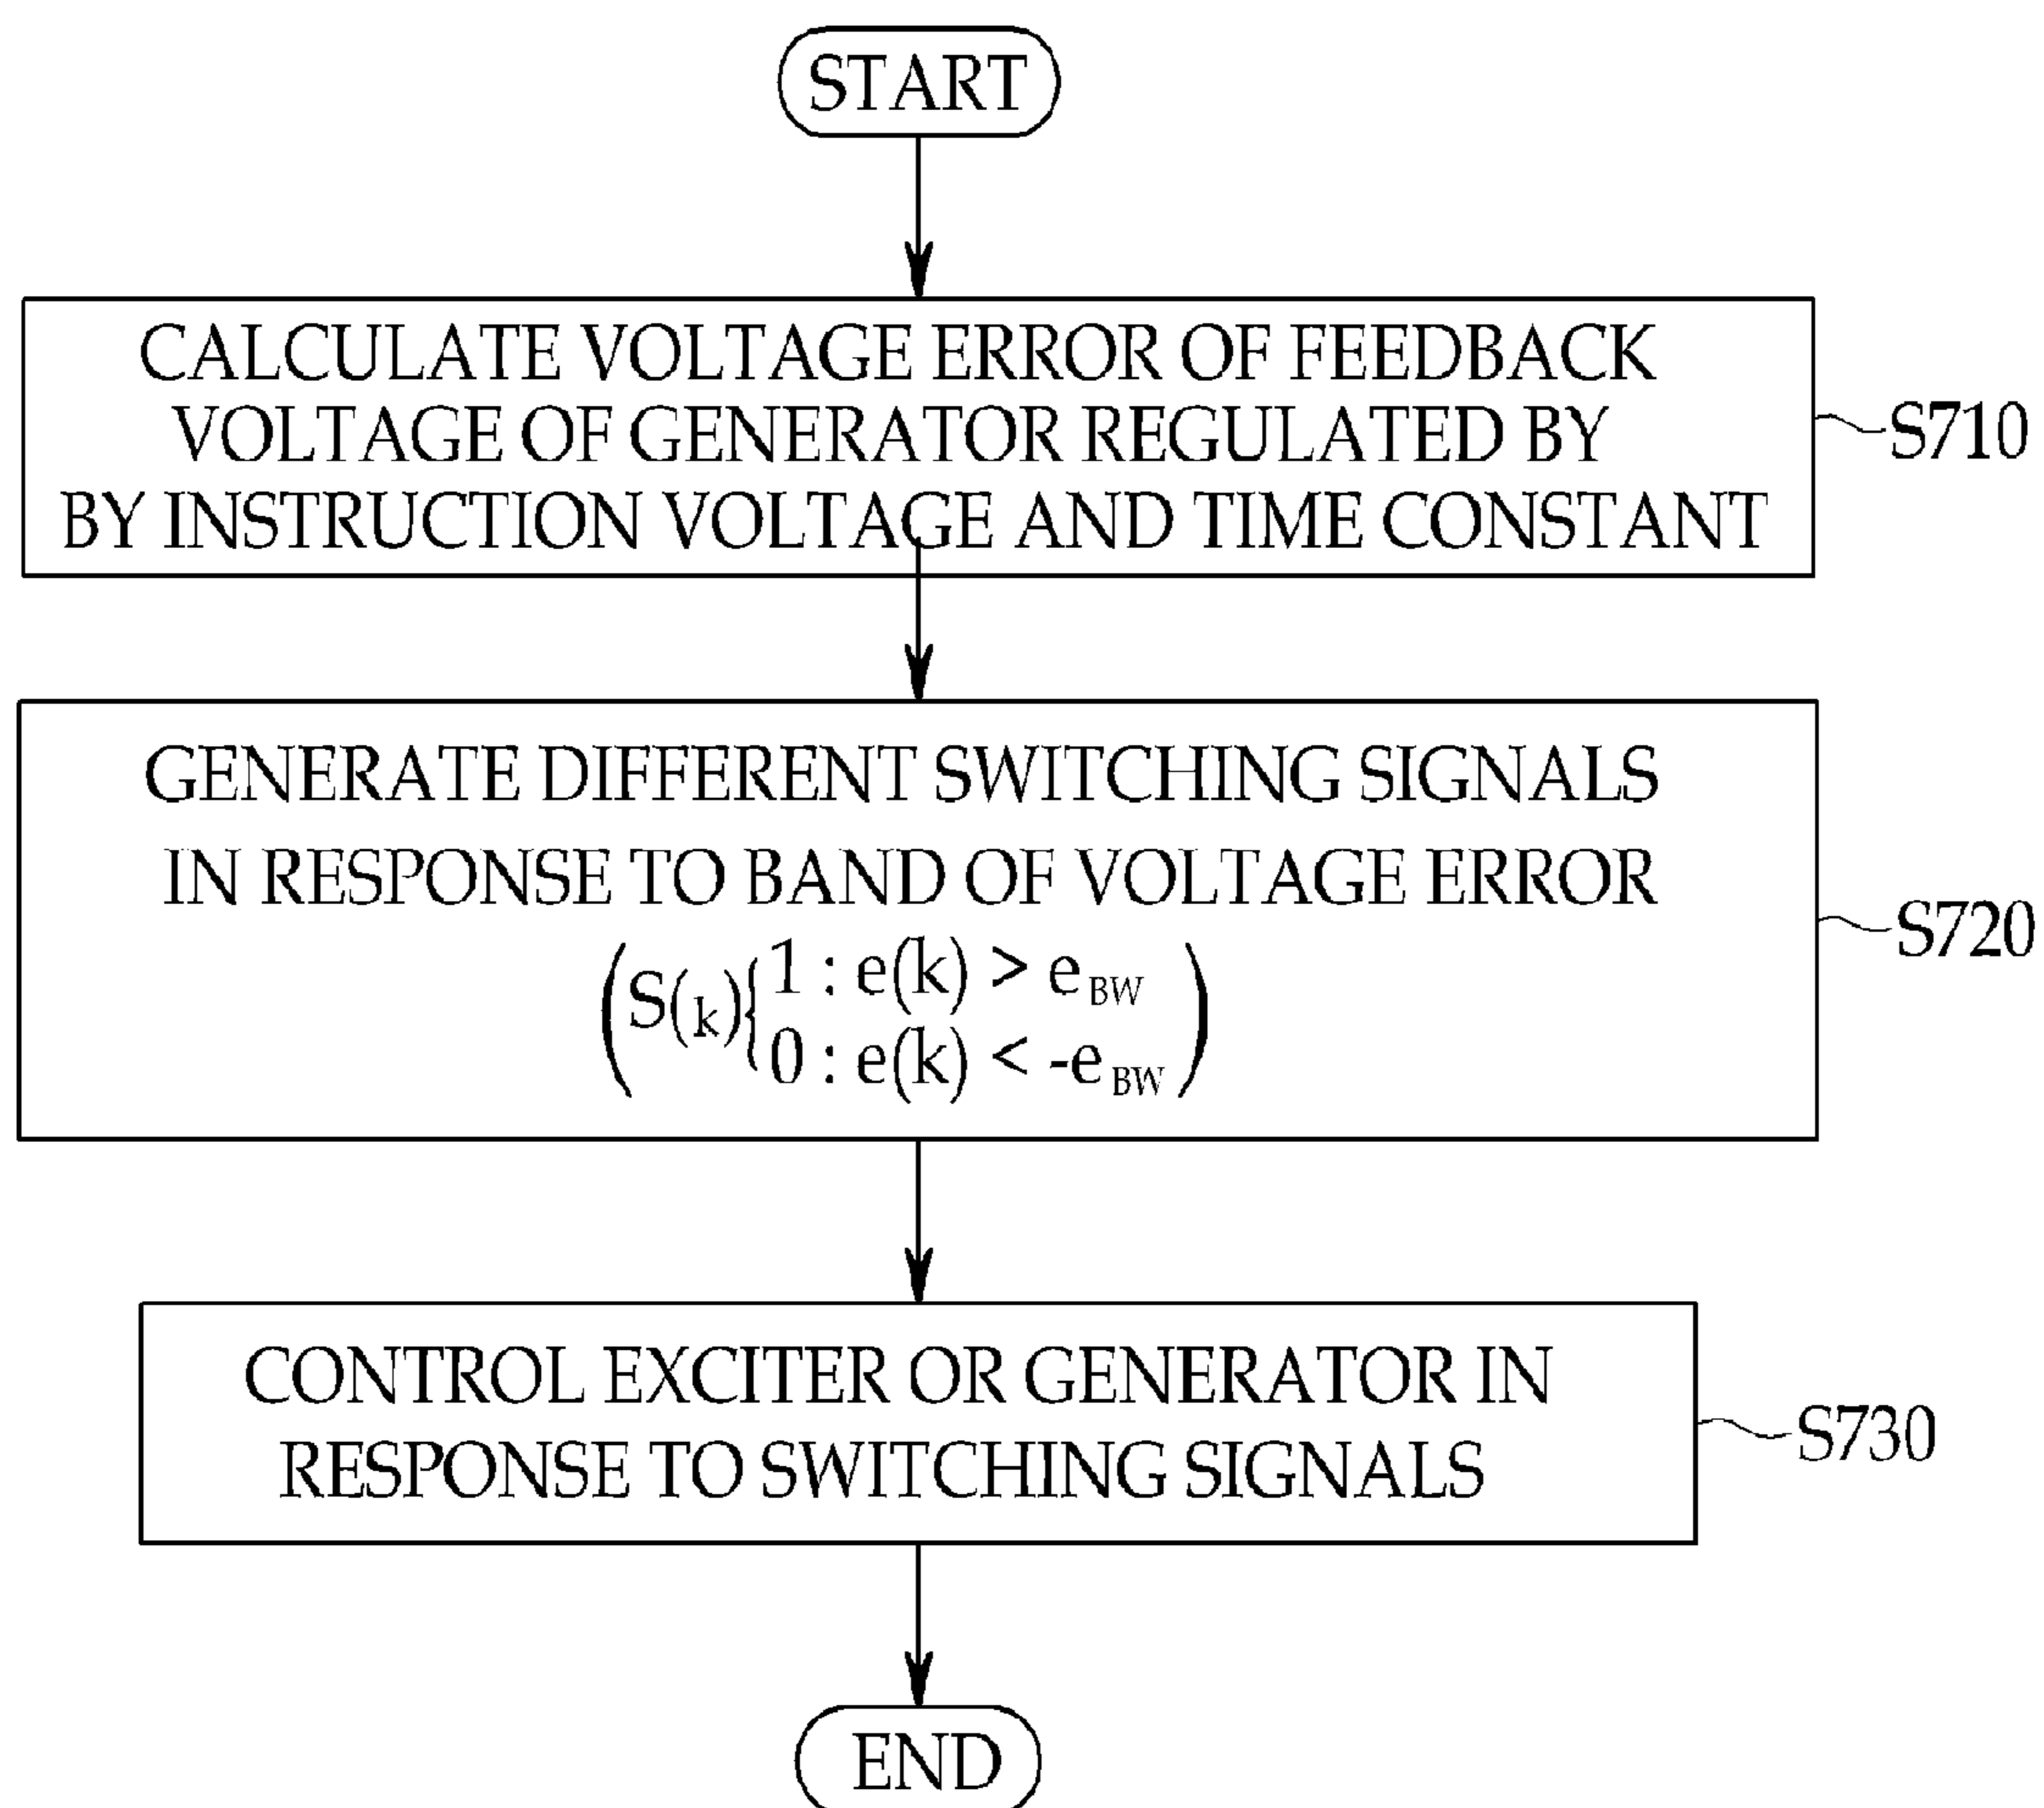 START
CALCULATE VOLTAGE ERROR OF FEEDBACK
VOLTAGE OF GENERATOR REGULATED BY
BY INSTRUCTION VOLTAGE AND TIME CONSTANT
S710
GENERATE DIFFERENT SWITCHING SIGNALS
IN RESPONSE TO BAND OF VOLTAGE ERROR
(S(k){1 : e(k) > eBW
0 : e(k) < -eBW)
S720
CONTROL EXCITER OR GENERATOR IN
RESPONSE TO SWITCHING SIGNALS
S730
END